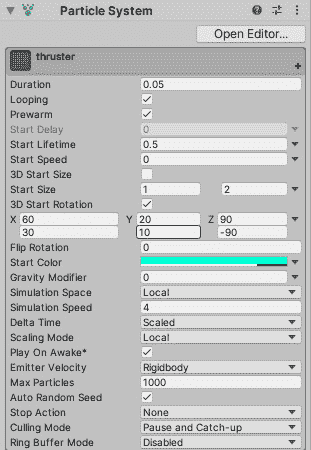 Particle System
Open Editor...
thruster
Duration 0.05
Looping
Prewarm
Start Delay 0
Start Lifetime 0.5
Start Speed 0
3D Start Size
Start Size 1 2
3D Start Rotation
X 60 Y 20 Z 90
30 10 -90
Flip Rotation 0
Start Color
Gravity Modifier 0
Simulation Space Local
Simulation Speed 4
Delta Time Scaled
Scaling Mode Local
Play On Awake*
Emitter Velocity Rigidbody
Max Particles 1000
Auto Random Seed
Stop Action None
Culling Mode Pause and Catch-up
Ring Buffer Mode Disabled